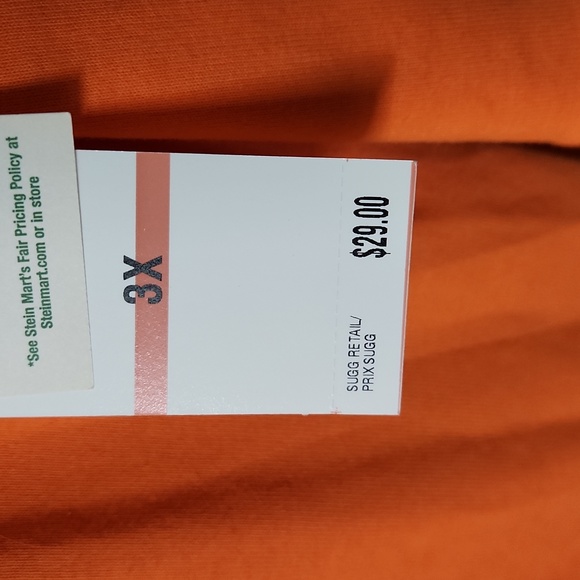 *See Stein Mart's Fair Pricing Policy at
Steinmart.com or in store
3X
SUGG RETAIL/
PRIX SUGG
$29.00